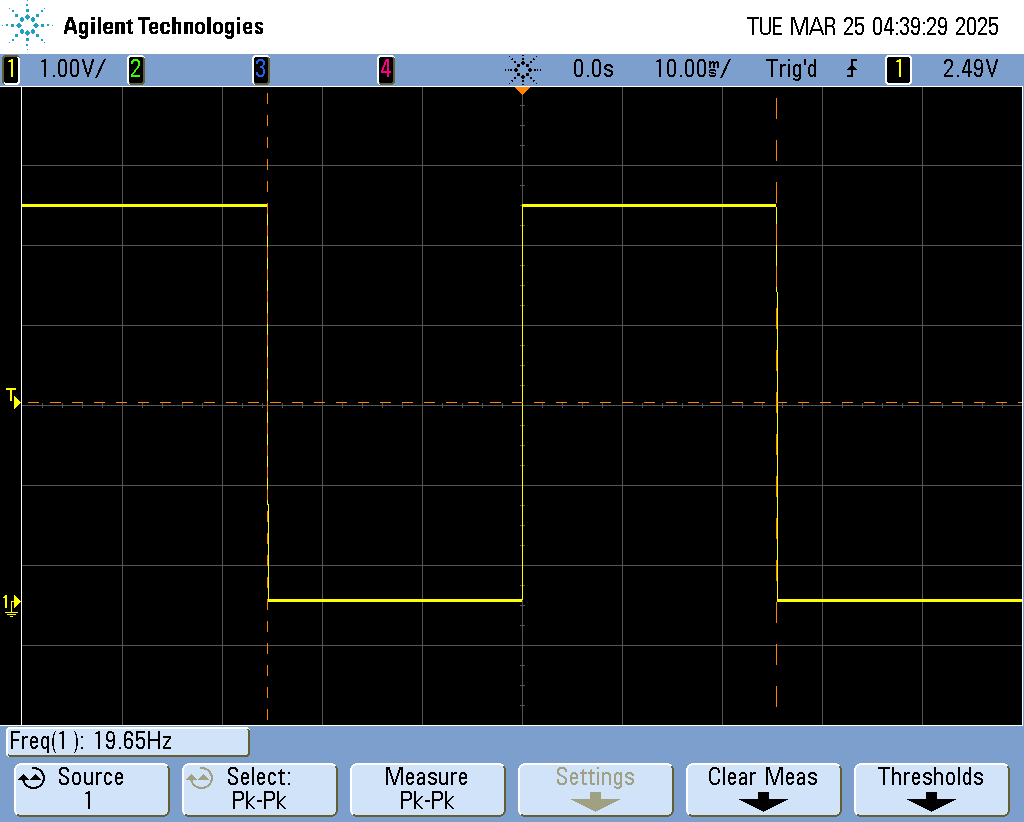 Agilent Technologies TUE MAR 25 04:39:29 2025
1 1.00V/ 2 3 4 0.0s 10.00ms/ Trig'd 1 2.49V
T
1
Freq(1 ): 19.65Hz
Source Select: Measure Settings Clear Meas Thresholds
1 Pk-Pk Pk-Pk